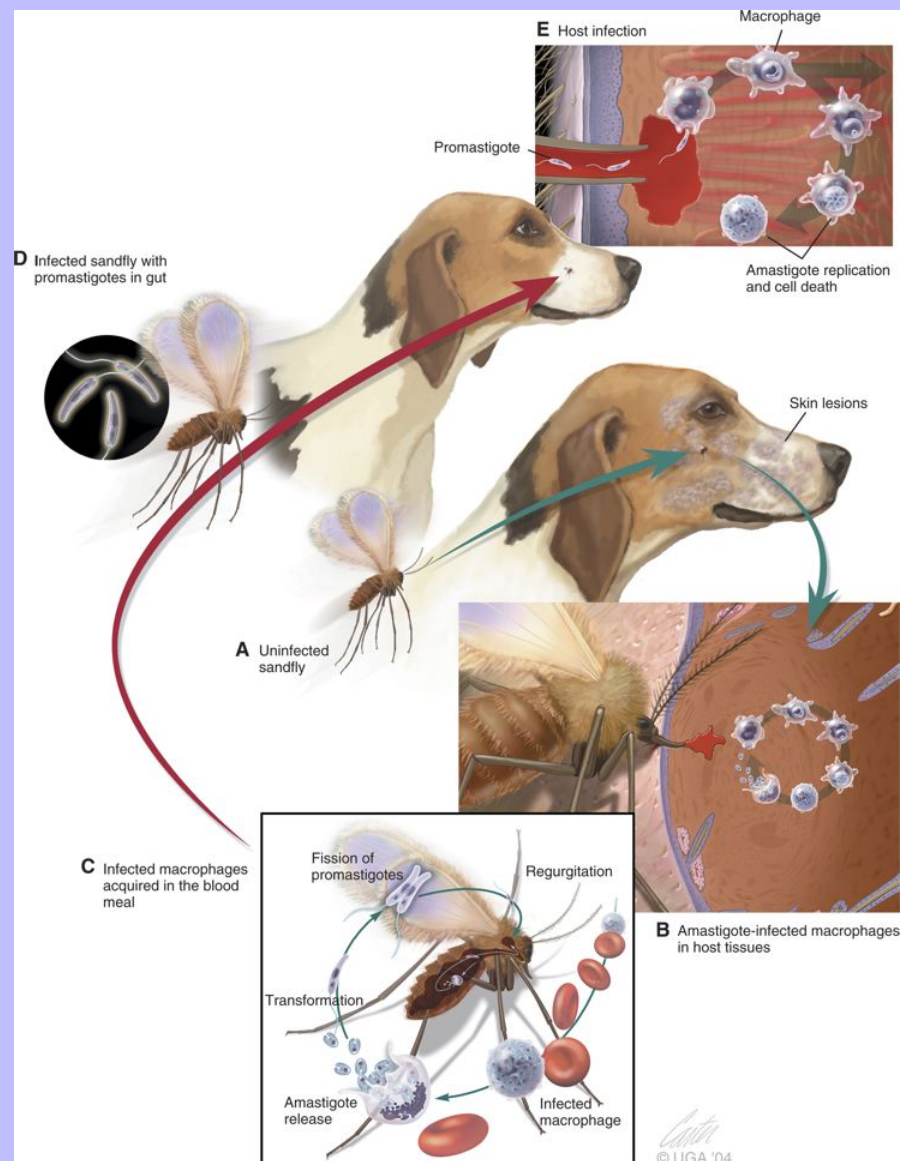 Macrophage
E Host infection
Promastigote
D Infected sandfly with
promastigotes in gut
Amastigote replication
and cell death
Skin lesions
A Uninfected
sandfly
C Infected macrophages
acquired in the blood
meal
Fission of
promastigotes
Regurgitation
B Amastigote-infected macrophages
in host tissues
Transformation
Amastigote
release
Infected
macrophage
Carter
© UGA '04